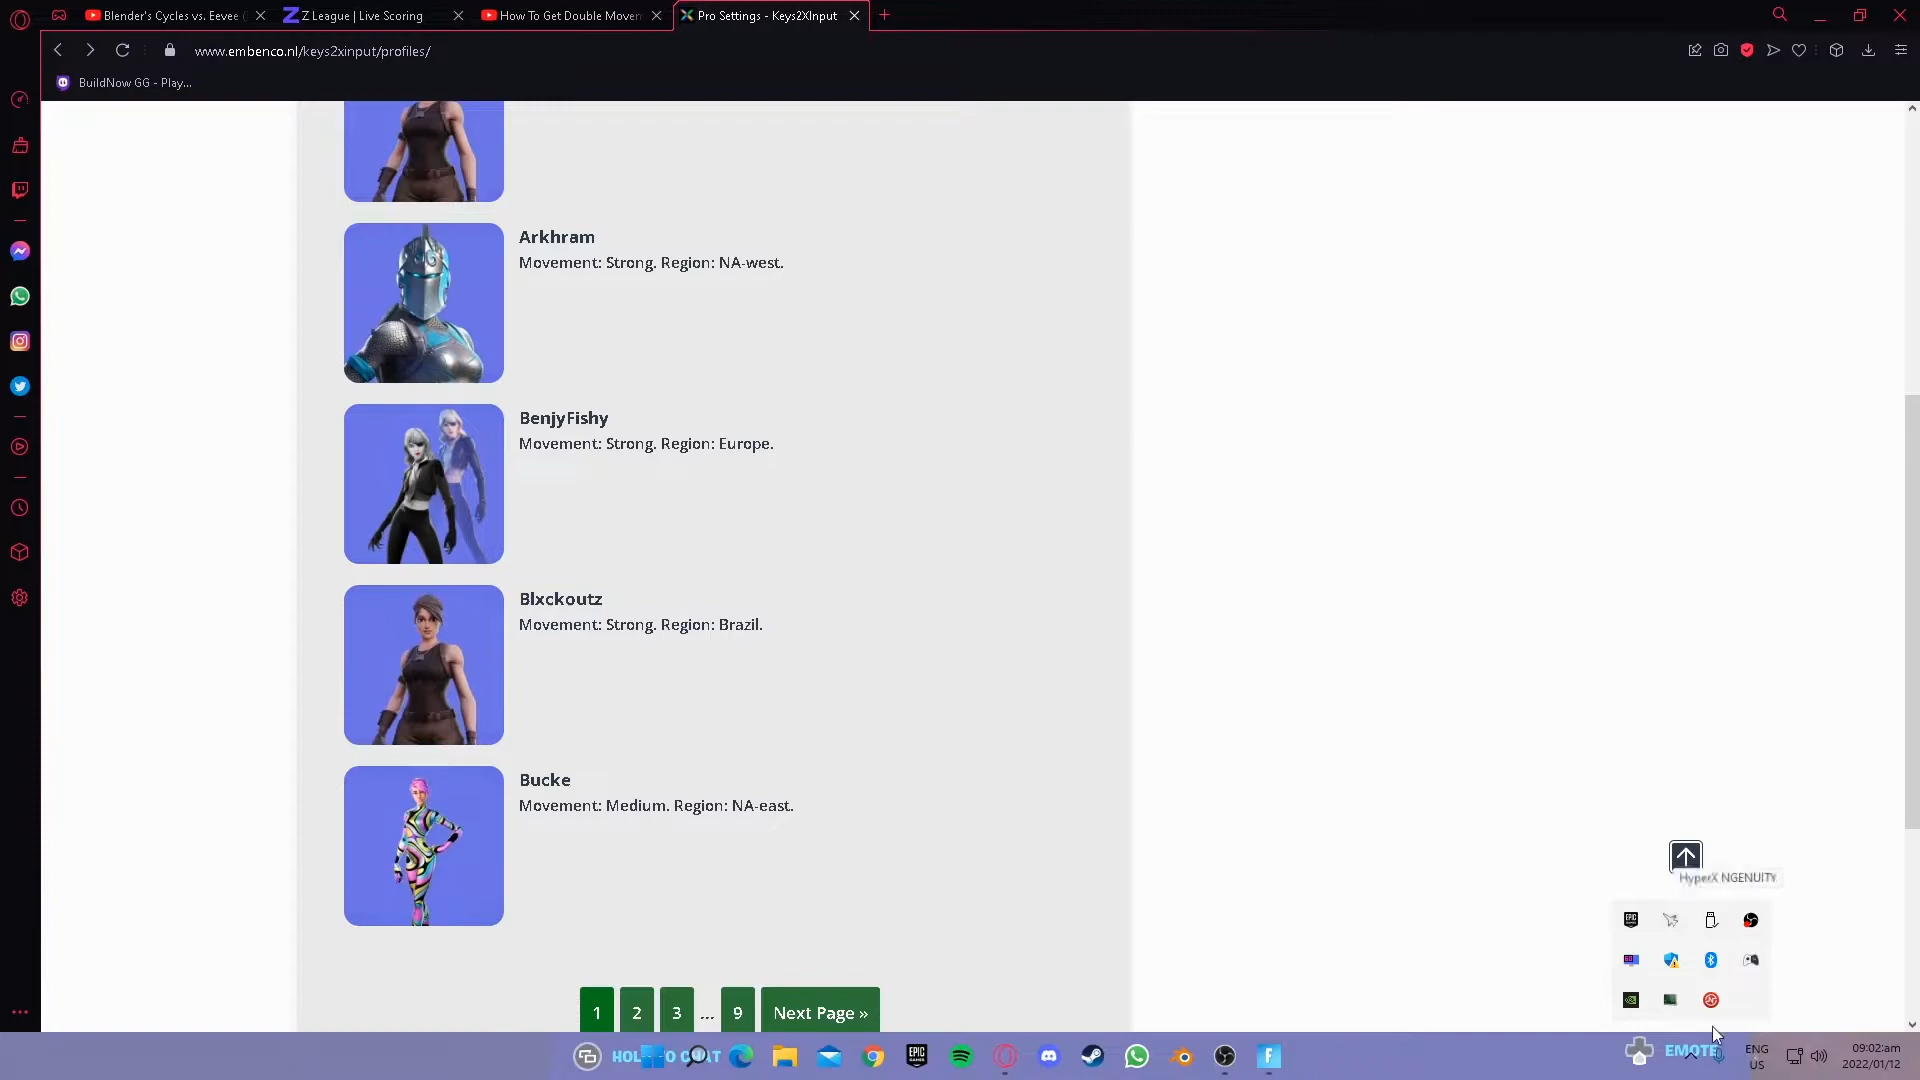 Blender's Cycles vs. Eevee (
Z League | Live Scoring
How To Get Double Movem
Pro Settings - Keys2XInput
www.embenco.nl/keys2xinput/profiles/
BuildNow GG - Play...
Arkhram
Movement: Strong. Region: NA-west.
BenjyFishy
Movement: Strong. Region: Europe.
Blxckoutz
Movement: Strong. Region: Brazil.
Bucke
Movement: Medium. Region: NA-east.
HyperX NGENUITY
1 2 3 ... 9 Next Page »
CHAT
EMOTE
ENG
US
09:02am
2022/01/12